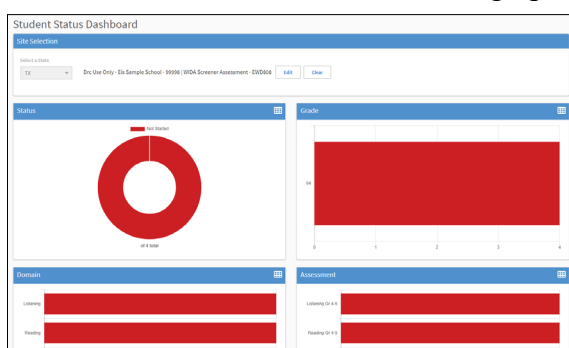 Student Status Dashboard
Site Selection
Select a State
TX
Drc Use Only - Els Sample School - 99998 | WIDA Screener Assessment - EWD808
Edit
Clear
Status
Not Started
of 4 total
Grade
04
0 1 2 3 4
Domain
Listening
Reading
Assessment
Listening Gr 4-5
Reading Gr 4-5